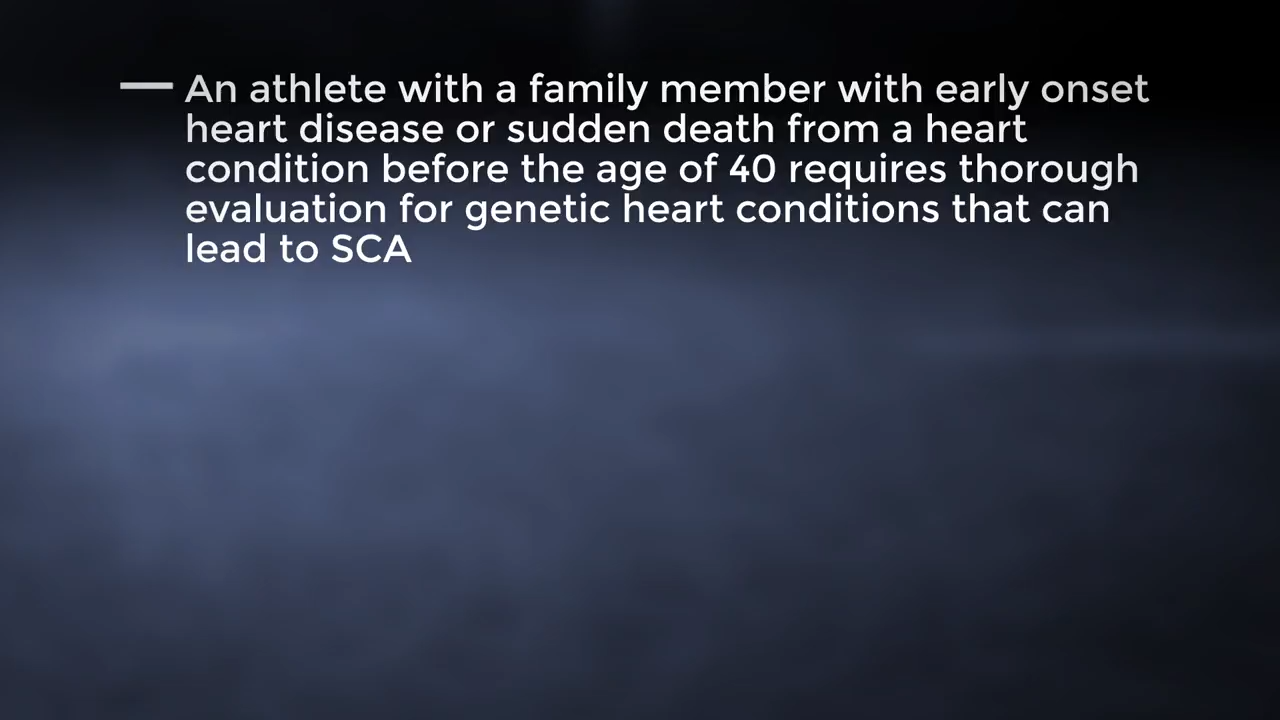 An athlete with a family member with early onset
heart disease or sudden death from a heart
condition before the age of 40 requires thorough
evaluation for genetic heart conditions that can
lead to SCA